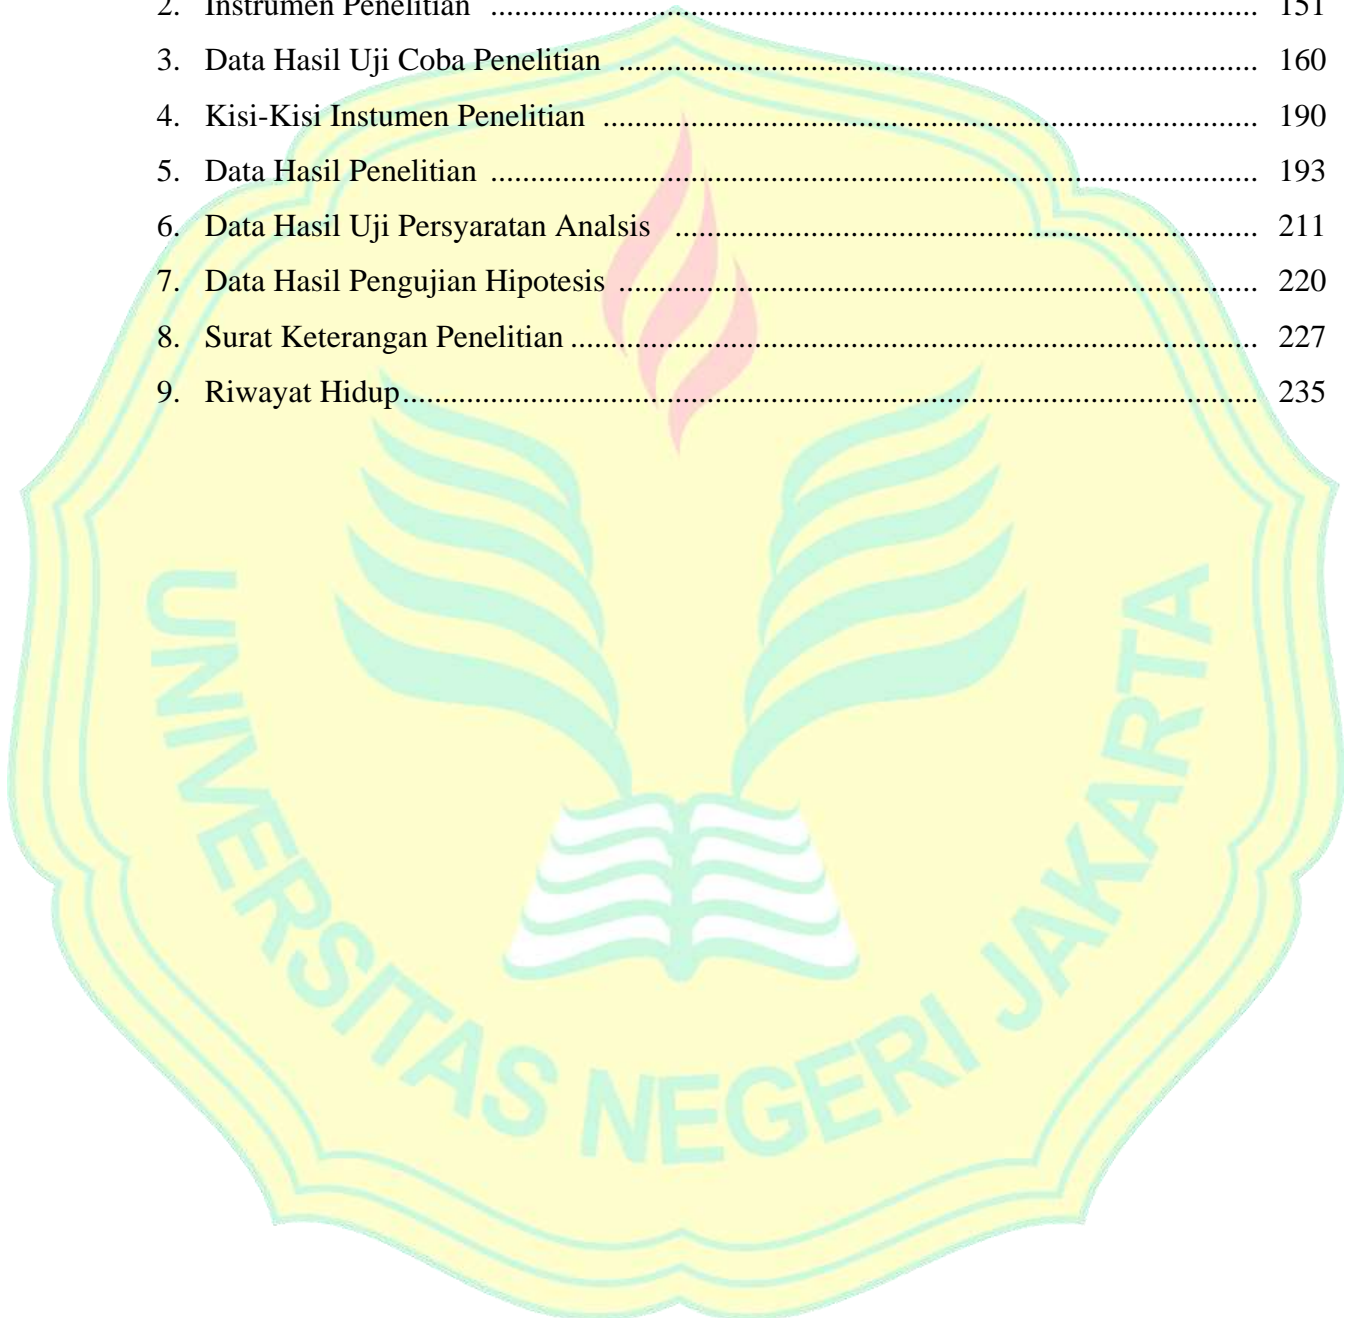 2. Instrumen Penelitian ........................................................................................................ 151
3. Data Hasil Uji Coba Penelitian ................................................................................ 160
4. Kisi-Kisi Instumen Penelitian .................................................................................. 190
5. Data Hasil Penelitian ................................................................................................ 193
6. Data Hasil Uji Persyaratan Analsis ......................................................................... 211
7. Data Hasil Pengujian Hipotesis ................................................................................ 220
8. Surat Keterangan Penelitian ...................................................................................... 227
9. Riwayat Hidup ........................................................................................................... 235
UNIVERSITAS NEGERI JAKARTA